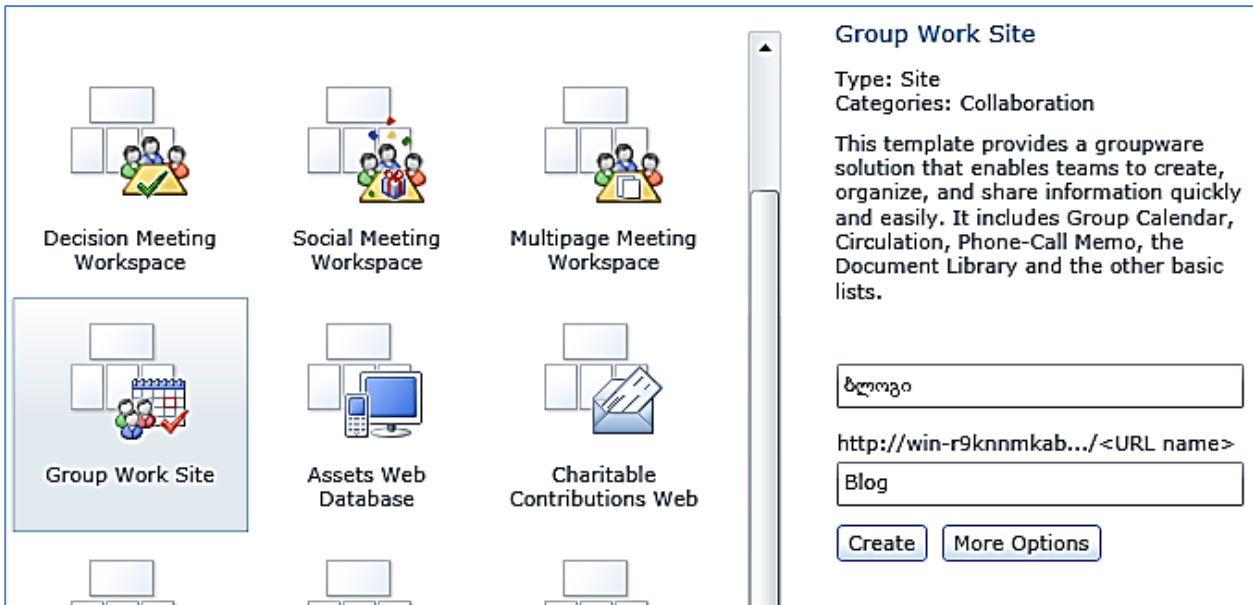 Decision Meeting
Workspace
Social Meeting
Workspace
Multipage Meeting
Workspace
Group Work Site
Assets Web
Database
Charitable
Contributions Web
Group Work Site
Type: Site
Categories: Collaboration
This template provides a groupware
solution that enables teams to create,
organize, and share information quickly
and easily. It includes Group Calendar,
Circulation, Phone-Call Memo, the
Document Library and the other basic
lists.
ბლოგი
http://win-r9knnmkab.../<URL name>
Blog
Create
More Options